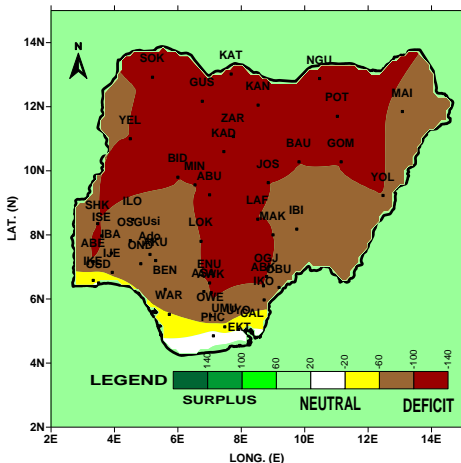 14N
N
SOK
KAT
NGU
GUS
KAN
MAI
POT
12N
YEL
ZAR
KAD
BAU
GOM
BID
MIN
JOS
10N
ABU
YOL
SHK
ILO
LAF
IBI
ISE
OSG
Usi
LOK
MAK
8N
IBA
Ado
ABE
OND
AKU
IJE
ENU
OGJ
IKE
OSD
BEN
AWK
OBU
IKO
6N
WAR
OWE
UMU
UYO
CAL
PHC
EKT
4N
LEGEND
140
100
60
-20
-20
-60
-100
-140
SURPLUS
NEUTRAL
DEFICIT
2N
2E
4E
6E
8E
10E
12E
14E
LAT. (N)
LONG. (E)